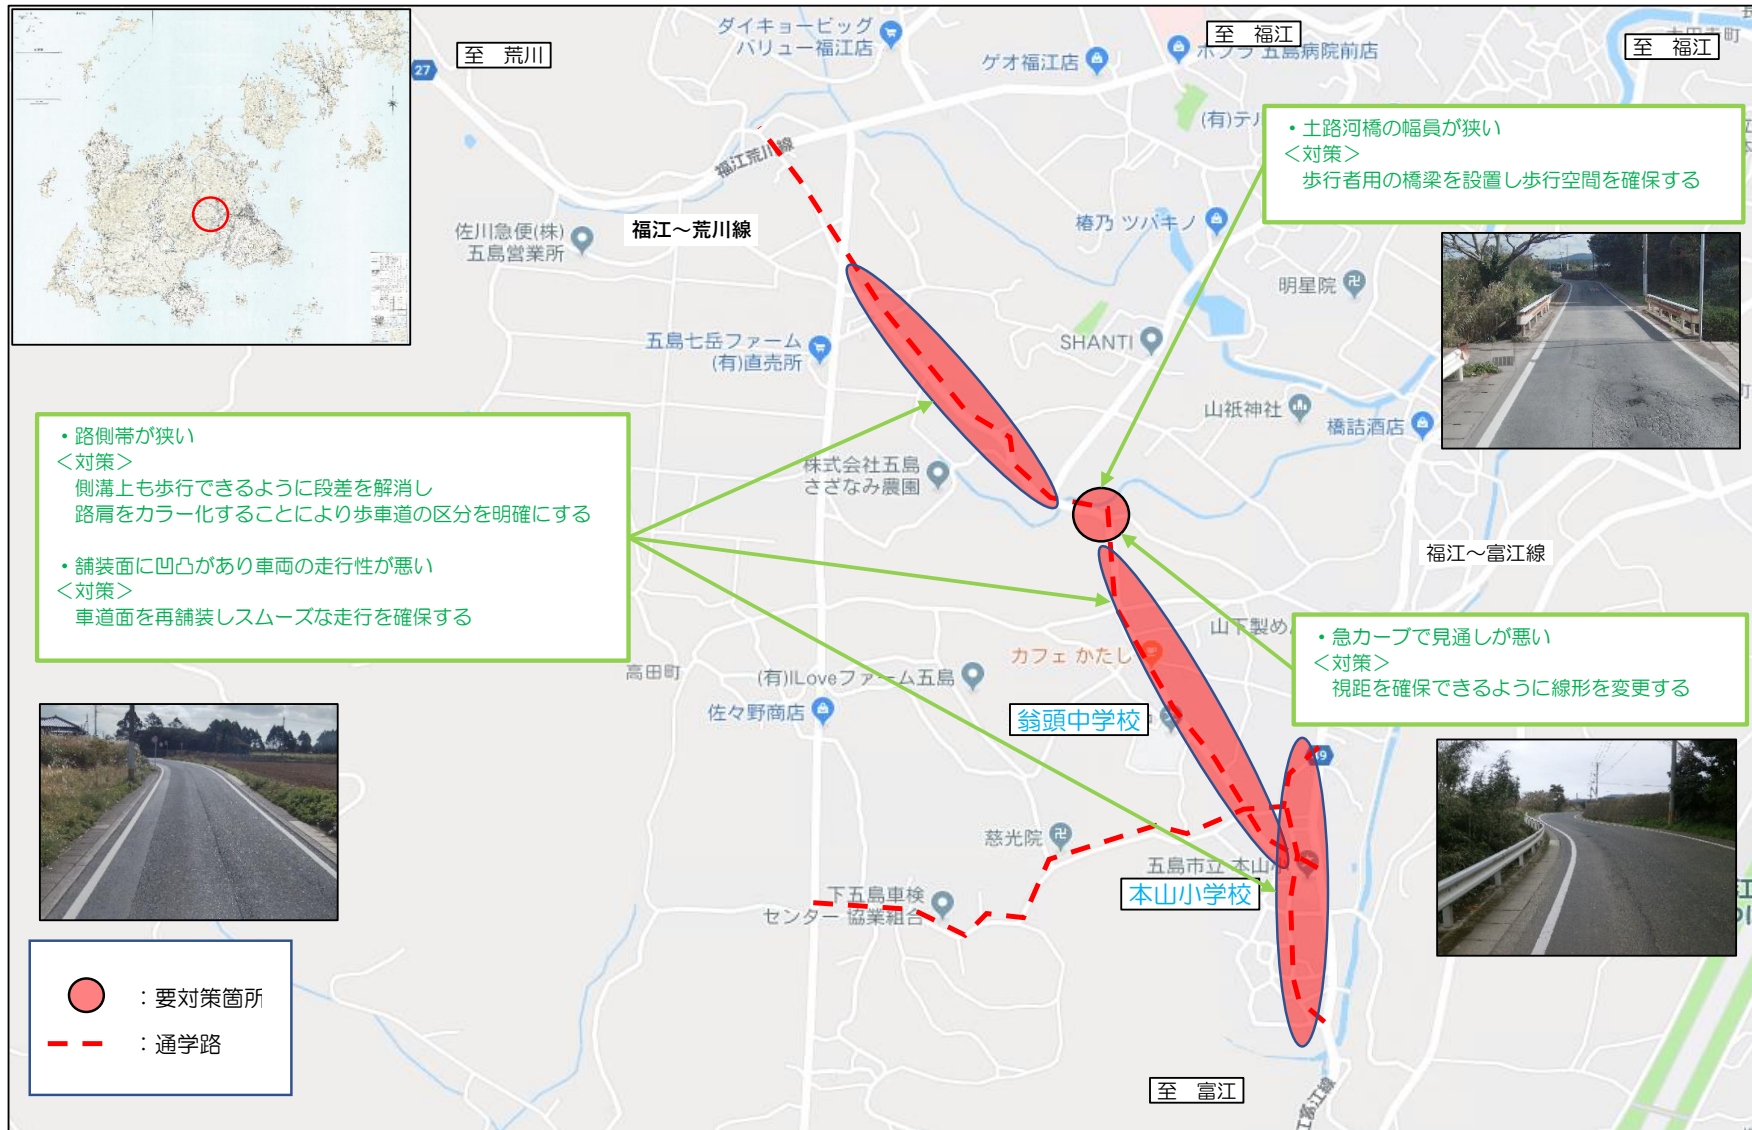 至 荒川
27
ダイキョービッグ
バリュー福江店
ゲオ福江店
至 福江
ポプラ 五島病院前店
至 福江
(有)テル
福江荒川線
福江～荒川線
佐川急便(株)
五島営業所
・土路河橋の幅員が狭い
＜対策＞
歩行者用の橋梁を設置し歩行空間を確保する
椿乃 ツバキノ
明星院
五島七岳ファーム
(有)直売所
SHANTI
山祇神社
橋詰酒店
・路側帯が狭い
＜対策＞
側溝上も歩行できるように段差を解消し
路肩をカラー化することにより歩車道の区分を明確にする
・舗装面に凹凸があり車両の走行性が悪い
＜対策＞
車道面を再舗装しスムーズな走行を確保する
株式会社五島
さざなみ農園
福江～富江線
山下製め
・急カーブで見通しが悪い
＜対策＞
視距を確保できるように線形を変更する
カフェ かたし
高田町
(有)ILoveファーム五島
佐々野商店
翁頭中学校
49
慈光院
五島市立 本山小
本山小学校
下五島車検
センター 協業組合
：要対策箇所
：通学路
至 富江
江富江線